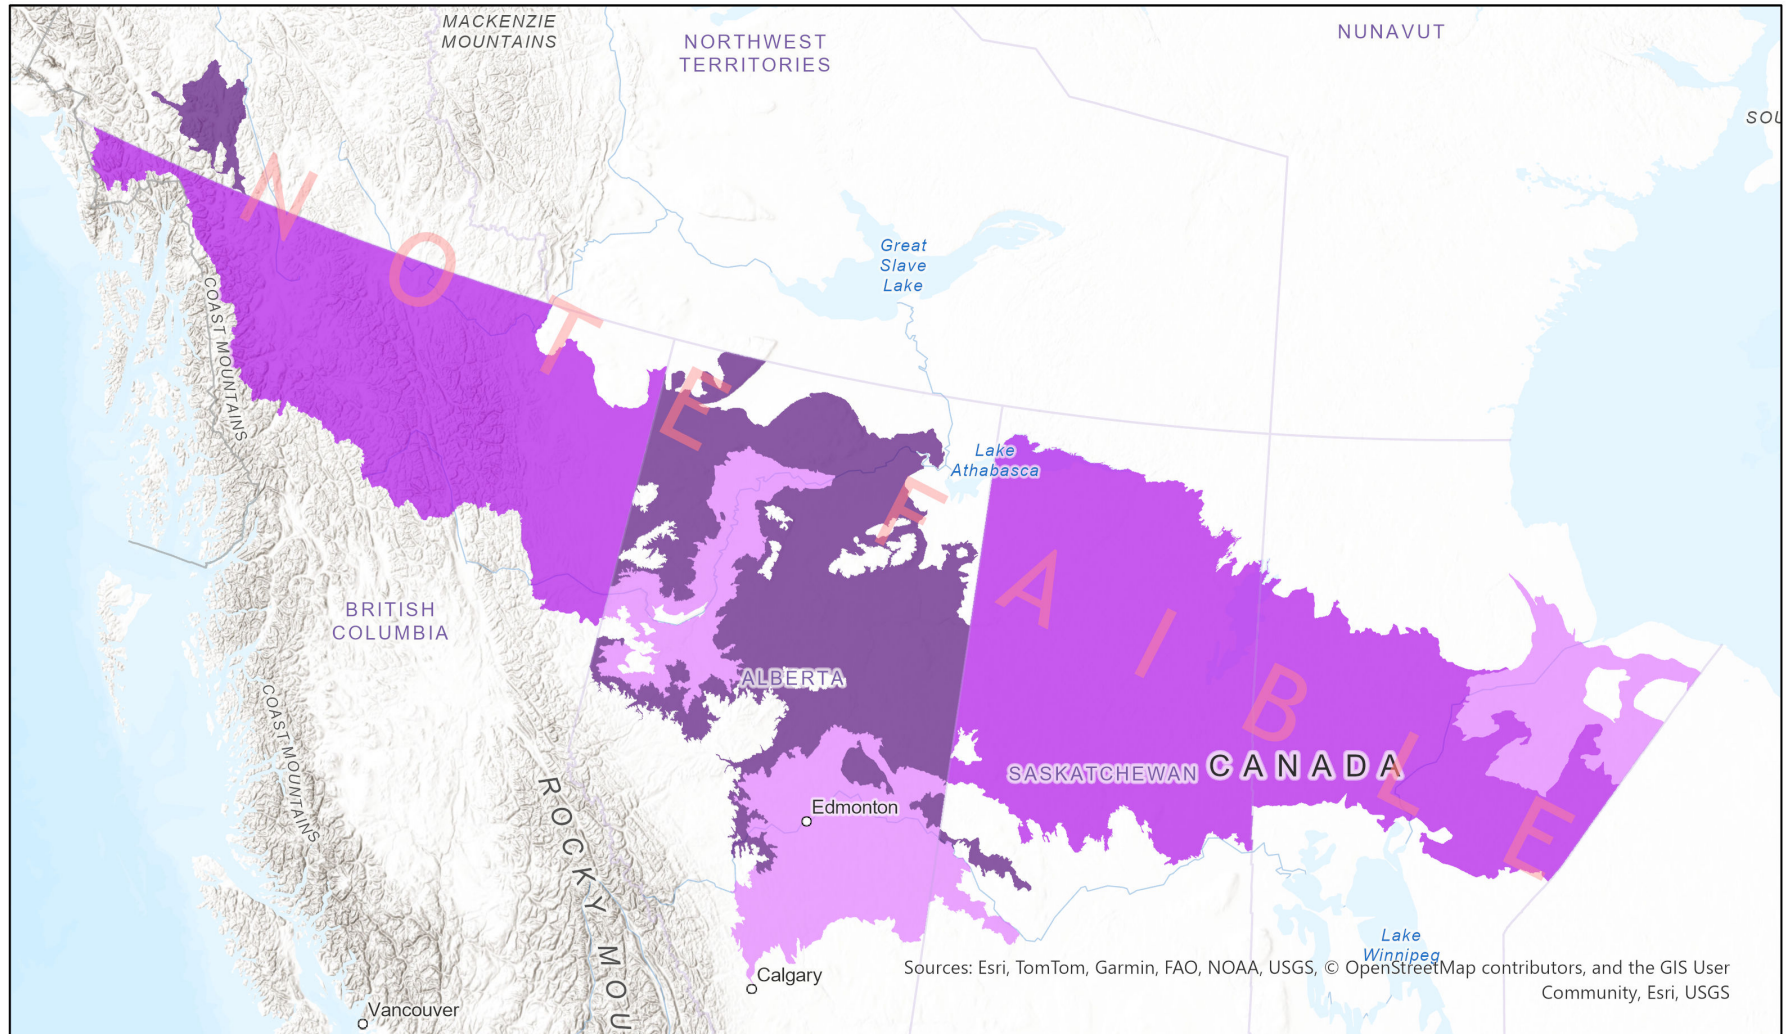 MACKENZIE
MOUNTAINS
NORTHWEST
TERRITORIES
NUNAVUT
SOU
Great
Slave
Lake
COAST MOUNTAINS
Lake
Athabasca
BRITISH
COLUMBIA
ALBERTA
SASKATCHEWAN
CANADA
COAST MOUNTAINS
ROCKY MOU
Edmonton
Calgary
Vancouver
Lake
Winnipeg
NOTE FAIBLE
Sources: Esri, TomTom, Garmin, FAO, NOAA, USGS, © OpenStreetMap contributors, and the GIS User
Community, Esri, USGS